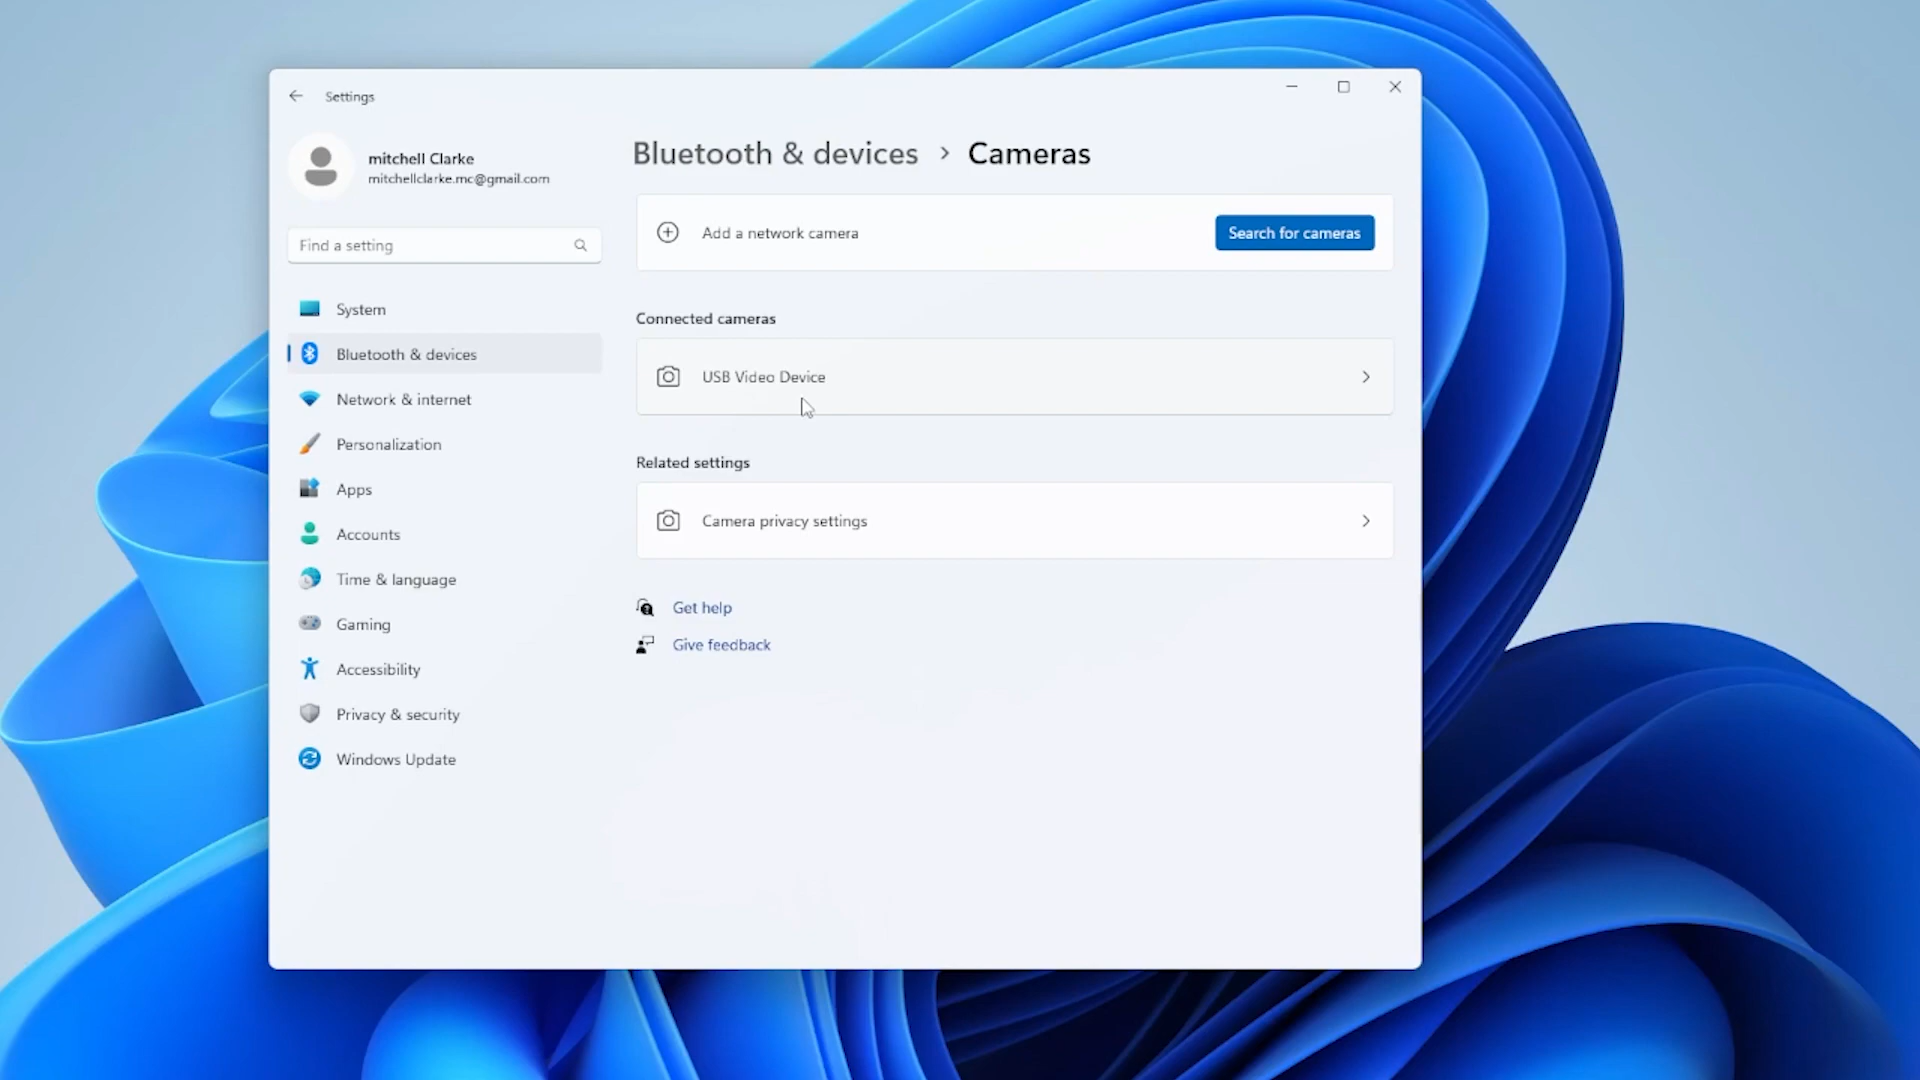 Settings
mitchell Clarke
mitchellclarke.mc@gmail.com
Find a setting
System
Bluetooth & devices
Network & internet
Personalization
Apps
Accounts
Time & language
Gaming
Accessibility
Privacy & security
Windows Update
Bluetooth & devices > Cameras
Add a network camera
Search for cameras
Connected cameras
USB Video Device
Related settings
Camera privacy settings
Get help
Give feedback